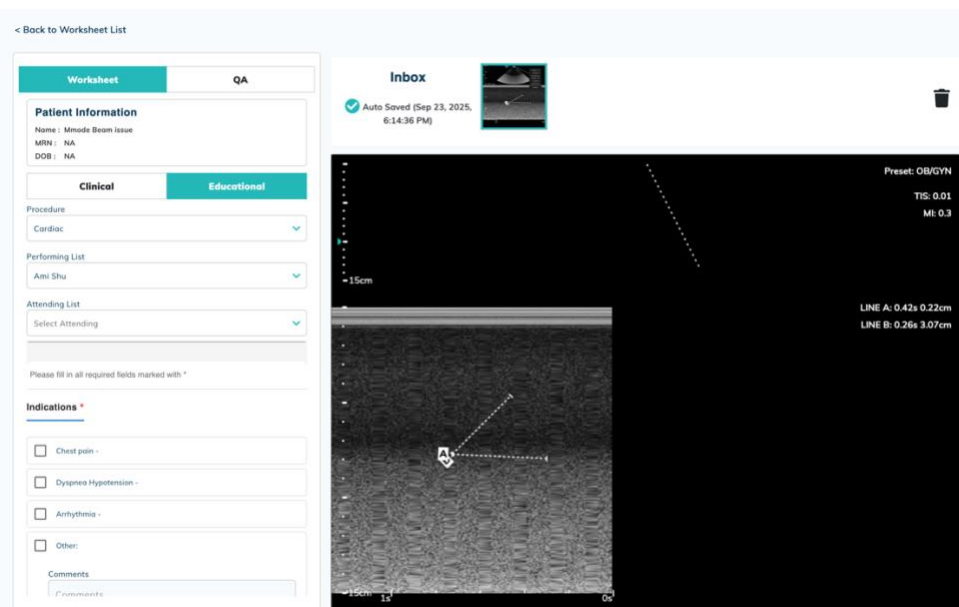 < Back to Worksheet List
Worksheet
QA
Patient Information
Name : Mmode Beam issue
MRN : NA
DOB : NA
Clinical
Educational
Procedure
Cardiac
Performing List
Ami Shu
Attending List
Select Attending
Please fill in all required fields marked with *
Indications *
Chest pain -
Dyspnea Hypotension -
Arrhythmia -
Other:
Comments
Comments
Inbox
Auto Saved (Sep 23, 2025,
6:14:36 PM)
Preset: OB/GYN
TIS: 0.01
MI: 0.3
15cm
LINE A: 0.42s 0.22cm
LINE B: 0.26s 3.07cm
A
15cm
1s
0s